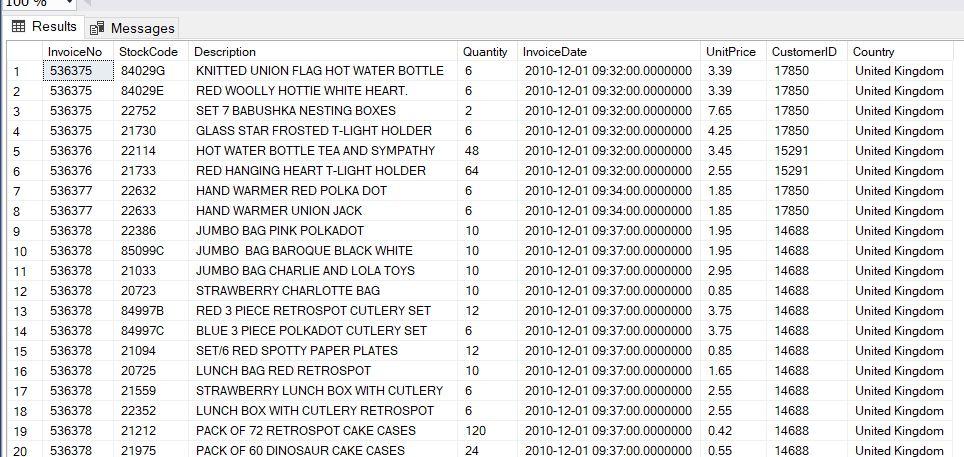 100 %
Results Messages
InvoiceNo StockCode Description Quantity InvoiceDate UnitPrice CustomerID Country
1 536375 84029G KNITTED UNION FLAG HOT WATER BOTTLE 6 2010-12-01 09:32:00.0000000 3.39 17850 United Kingdom
2 536375 84029E RED WOOLLY HOTTIE WHITE HEART. 6 2010-12-01 09:32:00.0000000 3.39 17850 United Kingdom
3 536375 22752 SET 7 BABUSHKA NESTING BOXES 2 2010-12-01 09:32:00.0000000 7.65 17850 United Kingdom
4 536375 21730 GLASS STAR FROSTED T-LIGHT HOLDER 6 2010-12-01 09:32:00.0000000 4.25 17850 United Kingdom
5 536376 22114 HOT WATER BOTTLE TEA AND SYMPATHY 48 2010-12-01 09:32:00.0000000 3.45 15291 United Kingdom
6 536376 21733 RED HANGING HEART T-LIGHT HOLDER 64 2010-12-01 09:32:00.0000000 2.55 15291 United Kingdom
7 536377 22632 HAND WARMER RED POLKA DOT 6 2010-12-01 09:34:00.0000000 1.85 17850 United Kingdom
8 536377 22633 HAND WARMER UNION JACK 6 2010-12-01 09:34:00.0000000 1.85 17850 United Kingdom
9 536378 22386 JUMBO BAG PINK POLKADOT 10 2010-12-01 09:37:00.0000000 1.95 14688 United Kingdom
10 536378 85099C JUMBO  BAG BAROQUE BLACK WHITE 10 2010-12-01 09:37:00.0000000 1.95 14688 United Kingdom
11 536378 21033 JUMBO BAG CHARLIE AND LOLA TOYS 10 2010-12-01 09:37:00.0000000 2.95 14688 United Kingdom
12 536378 20723 STRAWBERRY CHARLOTTE BAG 10 2010-12-01 09:37:00.0000000 0.85 14688 United Kingdom
13 536378 84997B RED 3 PIECE RETROSPOT CUTLERY SET 12 2010-12-01 09:37:00.0000000 3.75 14688 United Kingdom
14 536378 84997C BLUE 3 PIECE POLKADOT CUTLERY SET 6 2010-12-01 09:37:00.0000000 3.75 14688 United Kingdom
15 536378 21094 SET/6 RED SPOTTY PAPER PLATES 12 2010-12-01 09:37:00.0000000 0.85 14688 United Kingdom
16 536378 20725 LUNCH BAG RED RETROSPOT 10 2010-12-01 09:37:00.0000000 1.65 14688 United Kingdom
17 536378 21559 STRAWBERRY LUNCH BOX WITH CUTLERY 6 2010-12-01 09:37:00.0000000 2.55 14688 United Kingdom
18 536378 22352 LUNCH BOX WITH CUTLERY RETROSPOT 6 2010-12-01 09:37:00.0000000 2.55 14688 United Kingdom
19 536378 21212 PACK OF 72 RETROSPOT CAKE CASES 120 2010-12-01 09:37:00.0000000 0.42 14688 United Kingdom
20 536378 21975 PACK OF 60 DINOSAUR CAKE CASES 24 2010-12-01 09:37:00.0000000 0.55 14688 United Kingdom